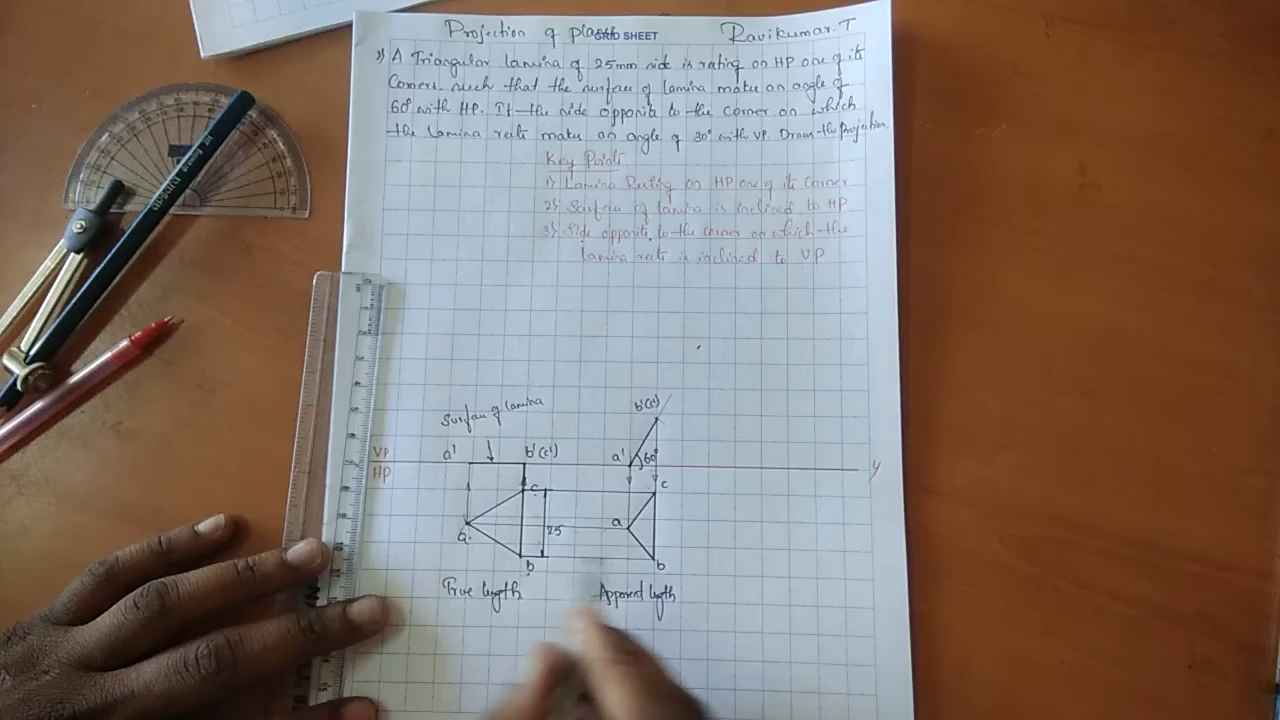 Projection of planes GRID SHEET Ravikumar.T
A Triangular lamina of 25mm side is resting on HP one of its
Corners such that the surface of lamina makes an angle of
60° with HP. If the side opposite to the corner on which
the lamina rests makes an angle of 30° with VP. Draw the projection.
Key Points
1) Lamina Resting on HP one of its corner
2) Surface of lamina is inclined to HP
3) Side opposite to the corner on which the
lamina rests is inclined to VP
Surface of lamina
b'(c')
VP a' b'(c') a' 60° y
HP
c c
a 25 a
b b
True length Apparent length